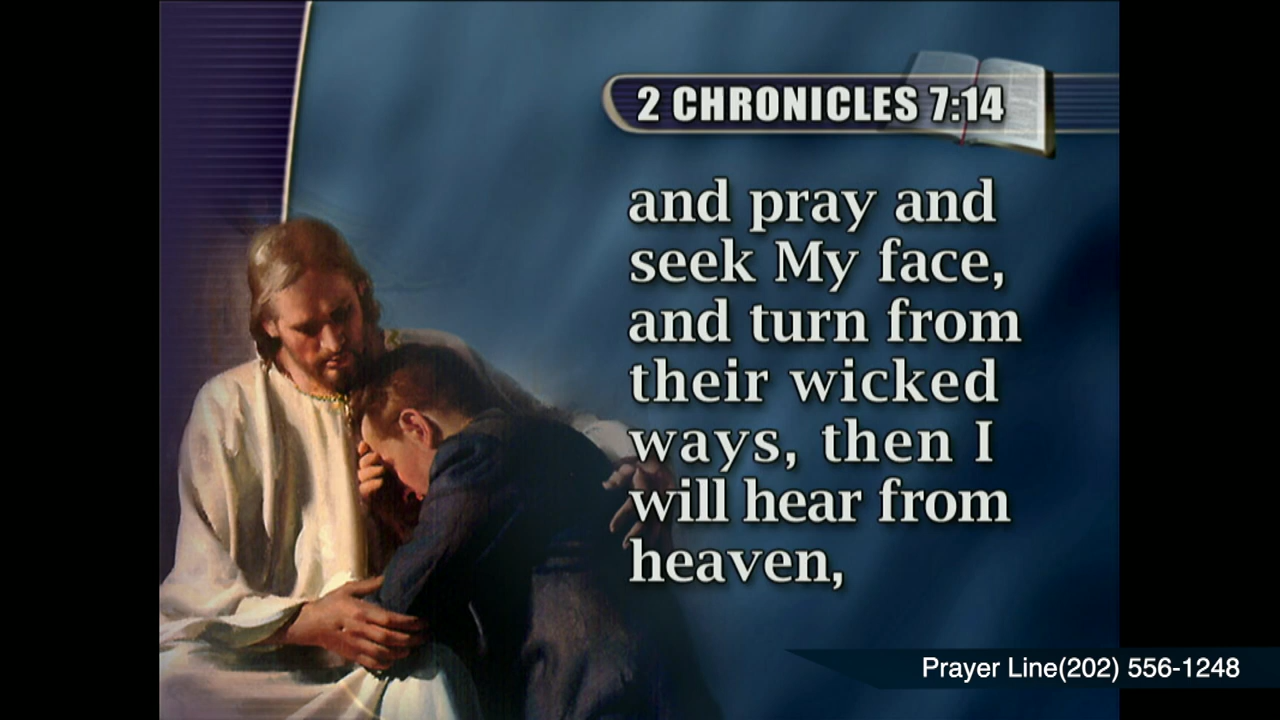 2 CHRONICLES 7:14
and pray and
seek My face,
and turn from
their wicked
ways, then I
will hear from
heaven,
Prayer Line(202) 556-1248